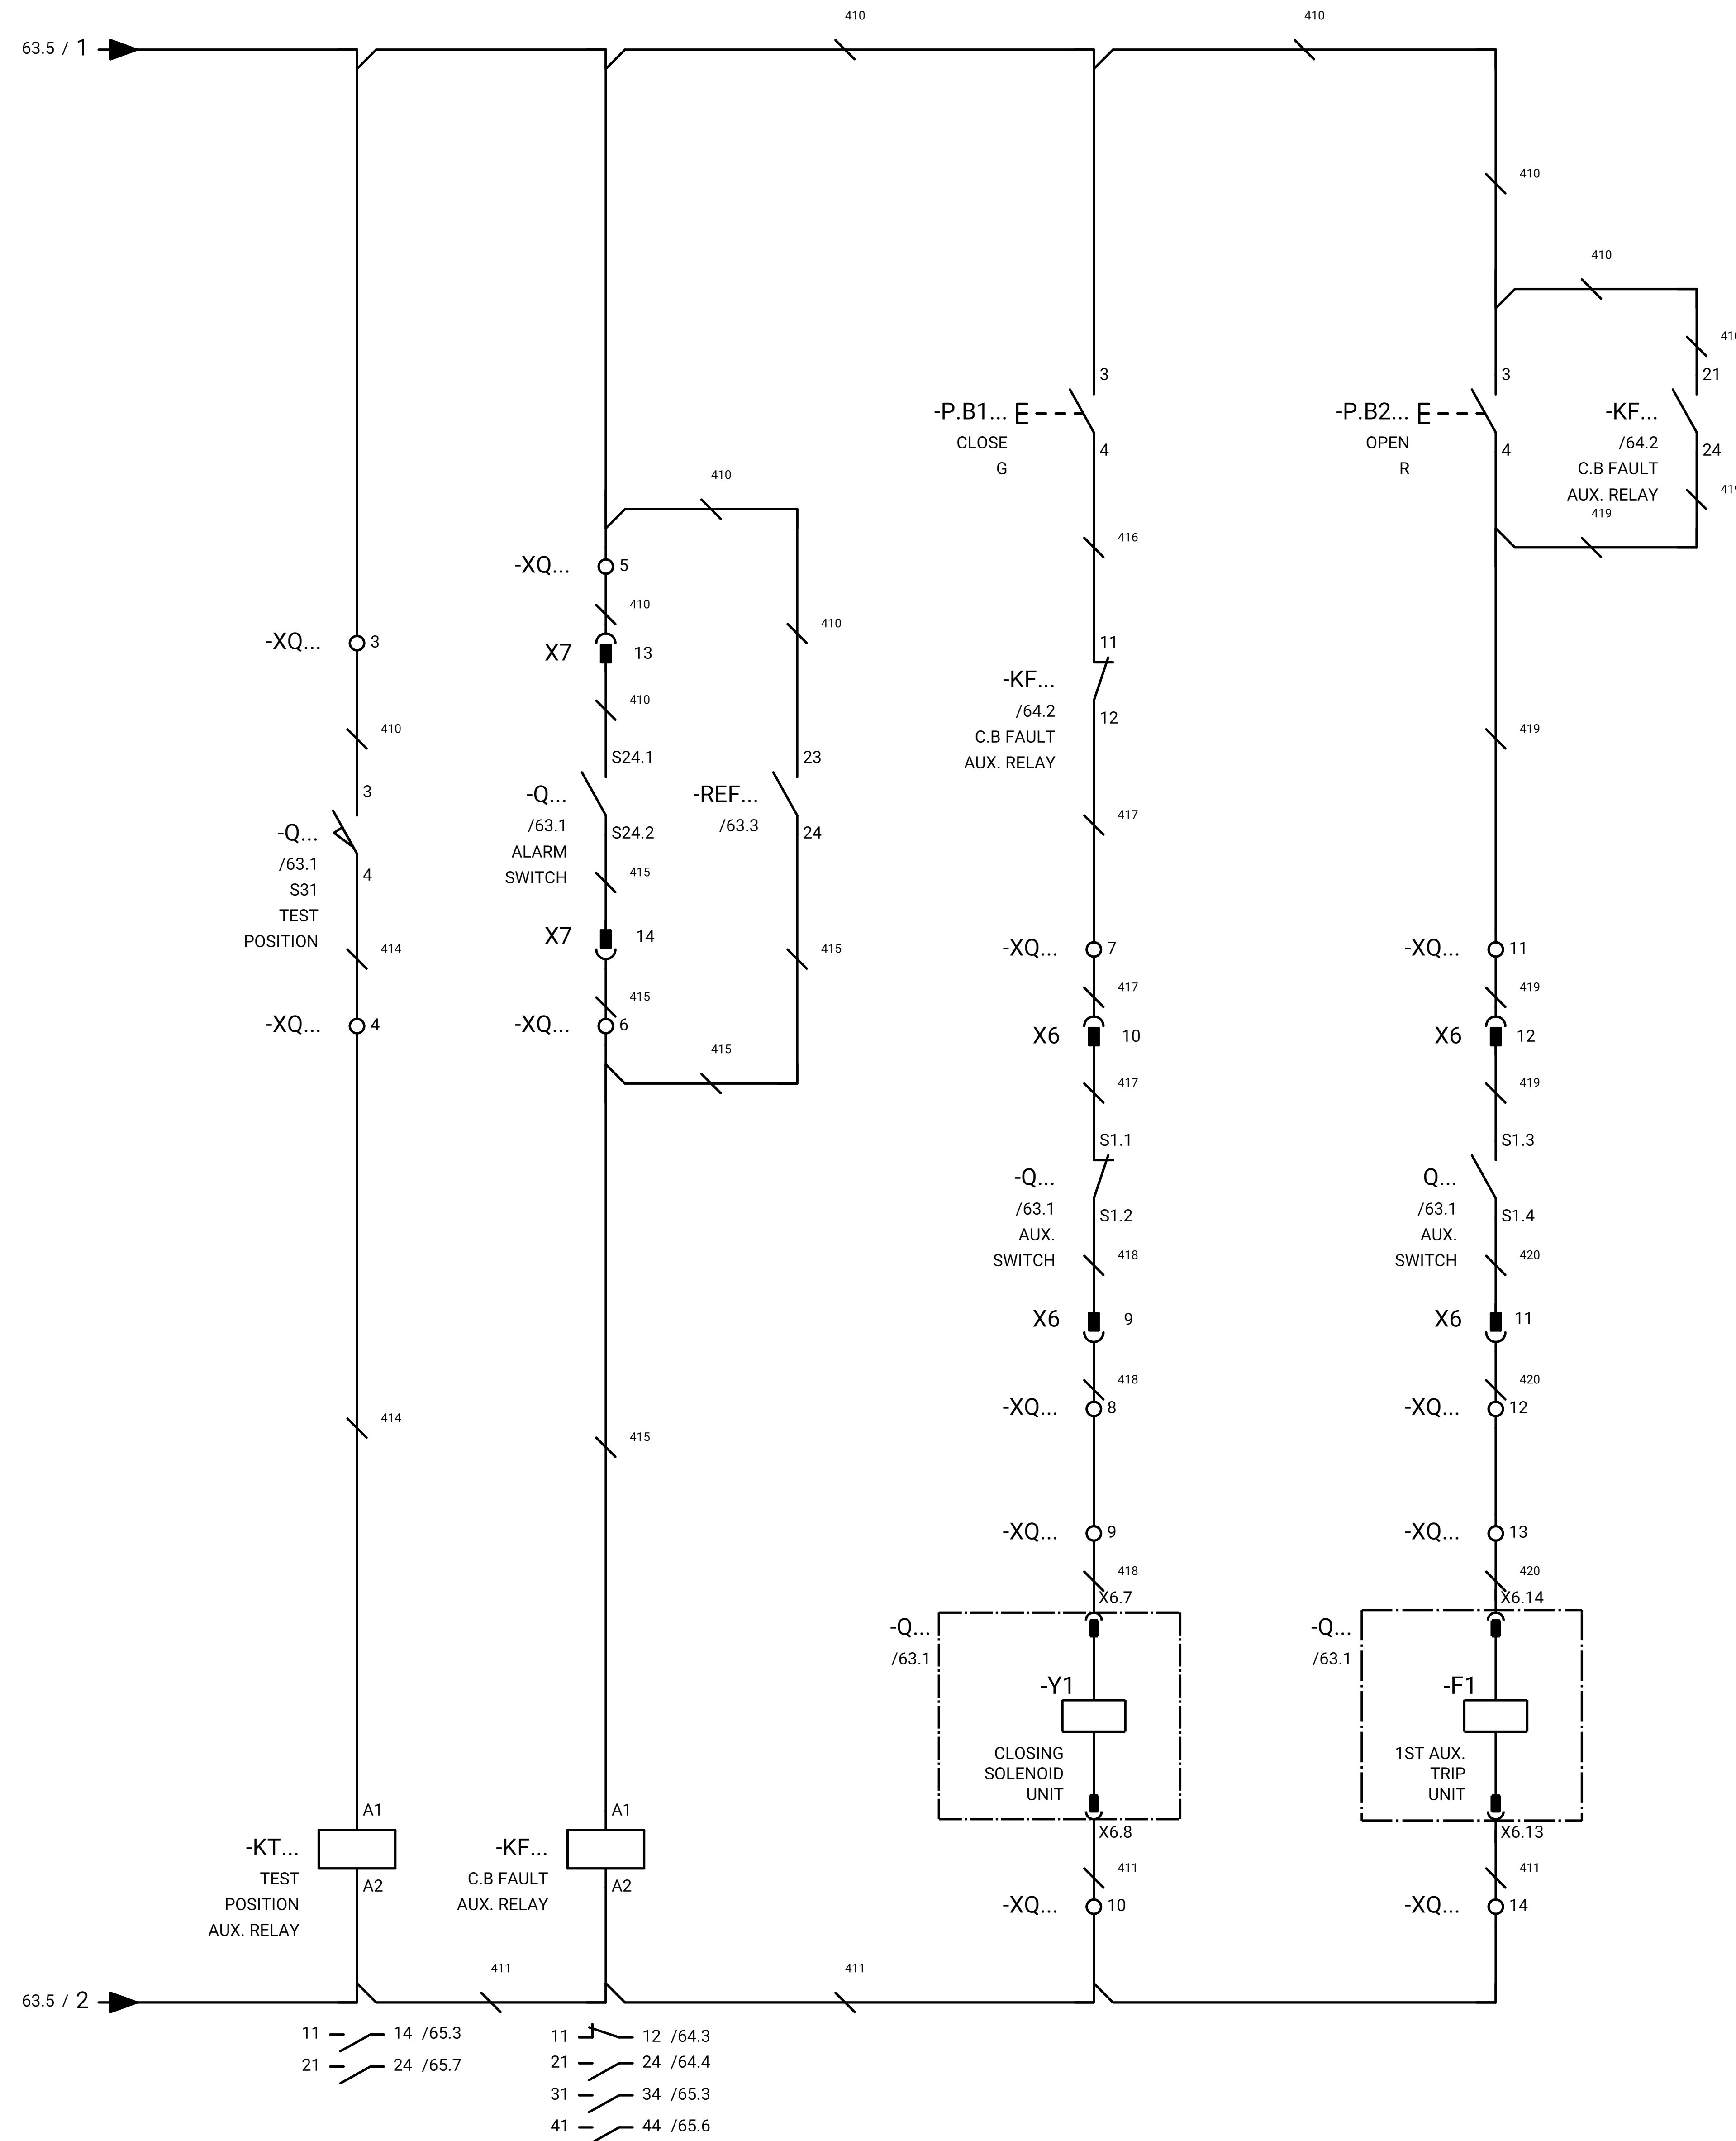 410
410
63.5 / 1
410
410
410
3
-P.B1...
CLOSE
G
4
3
-P.B2...
OPEN
R
4
21
-KF...
/64.2
C.B FAULT
AUX. RELAY
24
419
419
410
-XQ... 5
410
X7 13
410
410
416
-XQ... 3
410
3
-Q...
/63.1
S31
TEST
POSITION
4
414
-XQ... 4
S24.1
-Q...
/63.1
ALARM
SWITCH
S24.2
415
X7 14
415
-XQ... 6
415
23
-REF...
/63.3
24
415
11
-KF...
/64.2
C.B FAULT
AUX. RELAY
12
417
419
-XQ... 7
417
X6 10
417
S1.1
-Q...
/63.1
AUX.
SWITCH
S1.2
418
X6 9
418
-XQ... 8
-XQ... 11
419
X6 12
419
S1.3
Q...
/63.1
AUX.
SWITCH
S1.4
420
X6 11
420
-XQ... 12
414
415
-XQ... 9
418
X6.7
-Q...
/63.1
-Y1
CLOSING
SOLENOID
UNIT
X6.8
411
-XQ... 10
-XQ... 13
420
X6.14
-Q...
/63.1
-F1
1ST AUX.
TRIP
UNIT
X6.13
411
-XQ... 14
A1
-KT...
TEST
POSITION
AUX. RELAY
A2
A1
-KF...
C.B FAULT
AUX. RELAY
A2
411
411
63.5 / 2
11 14 /65.3
21 24 /65.7
11 12 /64.3
21 24 /64.4
31 34 /65.3
41 44 /65.6